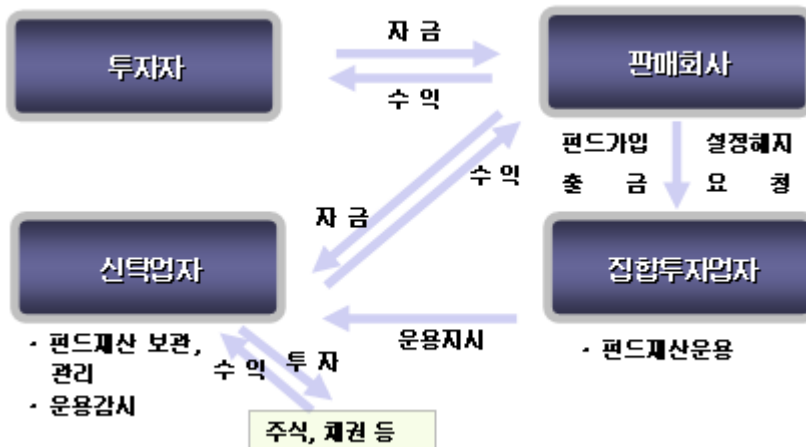 자 금
투자자
판매회사
수 익
펀드가입 설정해지
출 금 요 청
수 익
자 금
신탁업자
집합투자업자
운용지시
· 펀드재산 보관,
관리
· 운용감시
· 펀드재산운용
수 익 투 자
주식, 채권 등